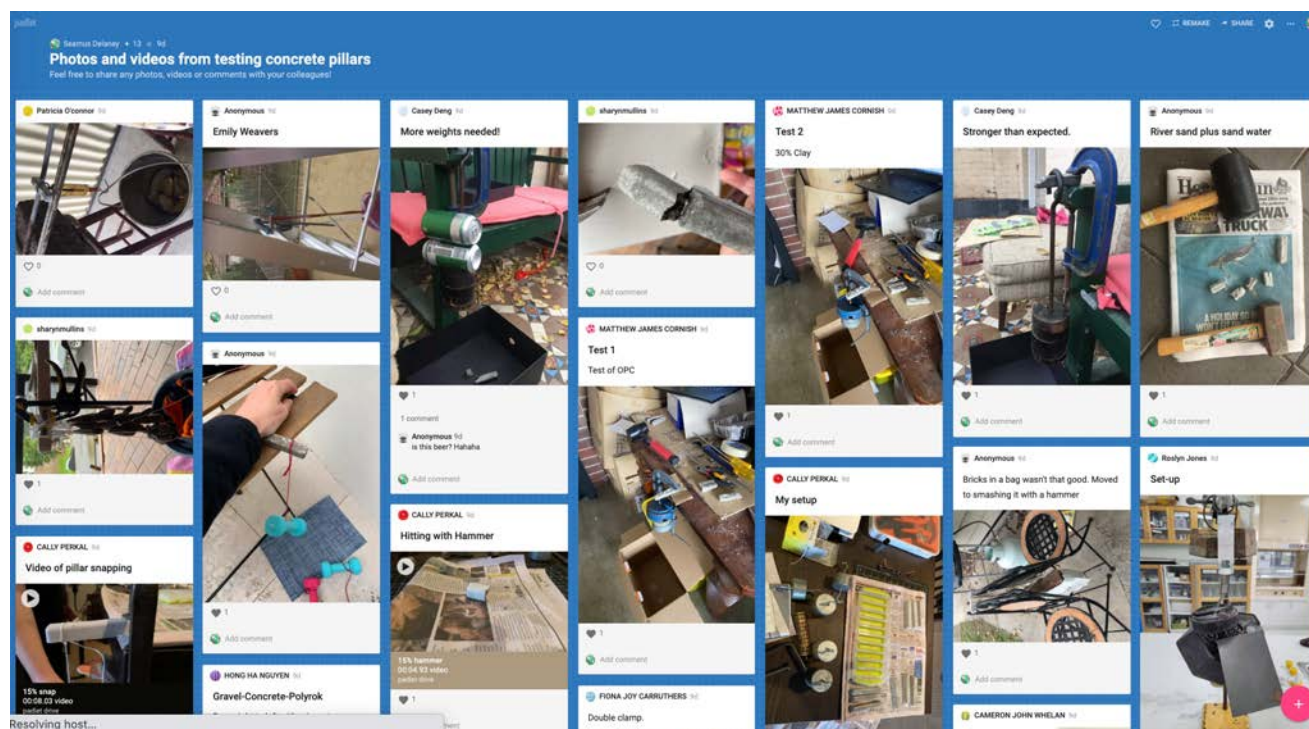 padlet
REMAKE
SHARE
Seamus Delaney • 13 9d
Photos and videos from testing concrete pillars
Feel free to share any photos, videos or comments with your colleagues!
Patricia O'connor 9d
0
Add comment
sharynmullins 9d
1
Add comment
CALLY PERKAL 9d
Video of pillar snapping
15% snap
00:08.03 video
padlet drive
Resolving host...
Anonymous 9d
Emily Weavers
0
Add comment
Anonymous 9d
1
Add comment
HONG HA NGUYEN 9d
Gravel-Concrete-Polyrok
Casey Deng 9d
More weights needed!
1
1 comment
Anonymous 9d
is this beer? Hahaha
Add comment
CALLY PERKAL 9d
Hitting with Hammer
15% hammer
00:04.93 video
padlet drive
1
sharynmullins 9d
0
Add comment
MATTHEW JAMES CORNISH 9d
Test 1
Test of OPC
1
Add comment
FIONA JOY CARRUTHERS 9d
Double clamp.
MATTHEW JAMES CORNISH 9d
Test 2
30% Clay
1
Add comment
CALLY PERKAL 9d
My setup
Casey Deng 9d
Stronger than expected.
1
Add comment
Anonymous 9d
Bricks in a bag wasn't that good. Moved
to smashing it with a hammer
1
Add comment
CAMERON JOHN WHELAN 9d
Anonymous 9d
River sand plus sand water
TRUCK
A HOLIDAY
1
Add comment
Roslyn Jones 9d
Set-up